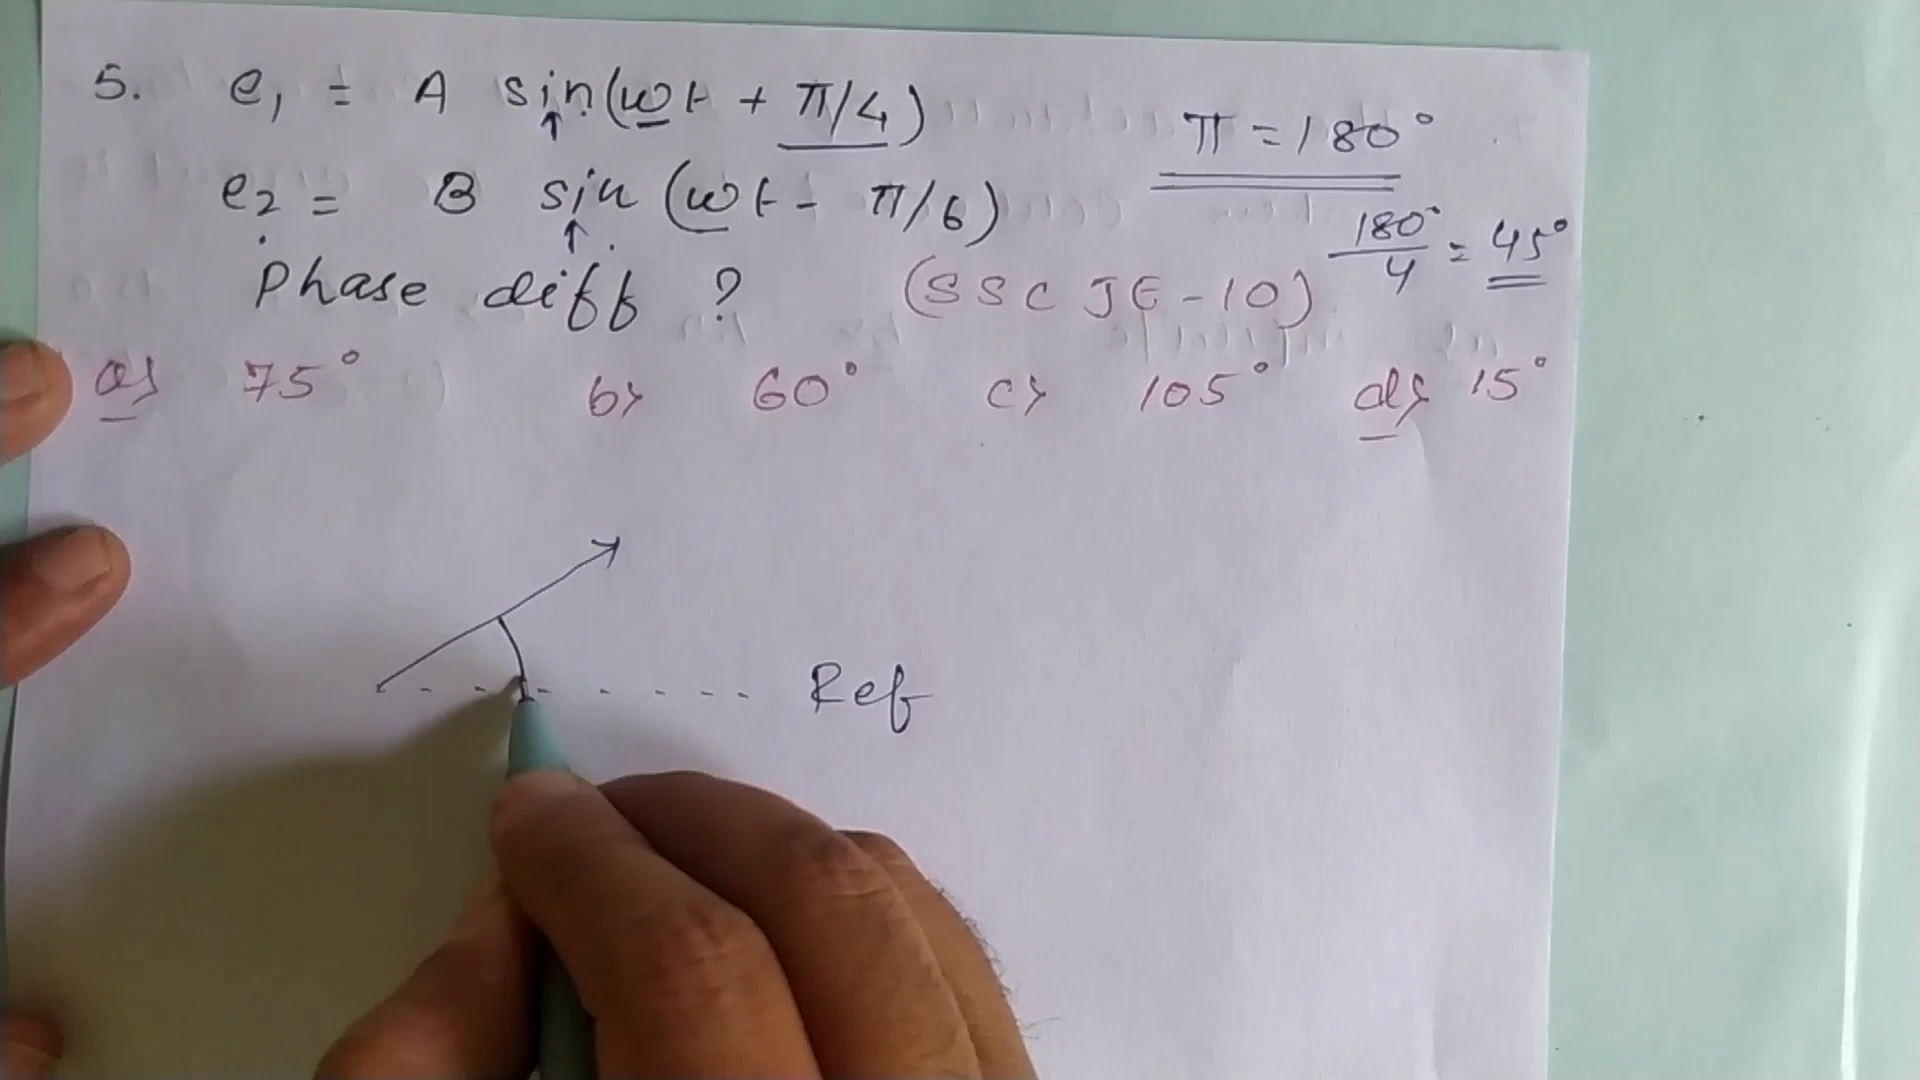 5. e₁ = A sin(ωt + π/4)
π = 180°
e₂ = B sin(ωt - π/6)
180°/4 = 45°
Phase diff ? (SSC JE-10)
a) 75° b) 60° c) 105° d) 15°
Ref